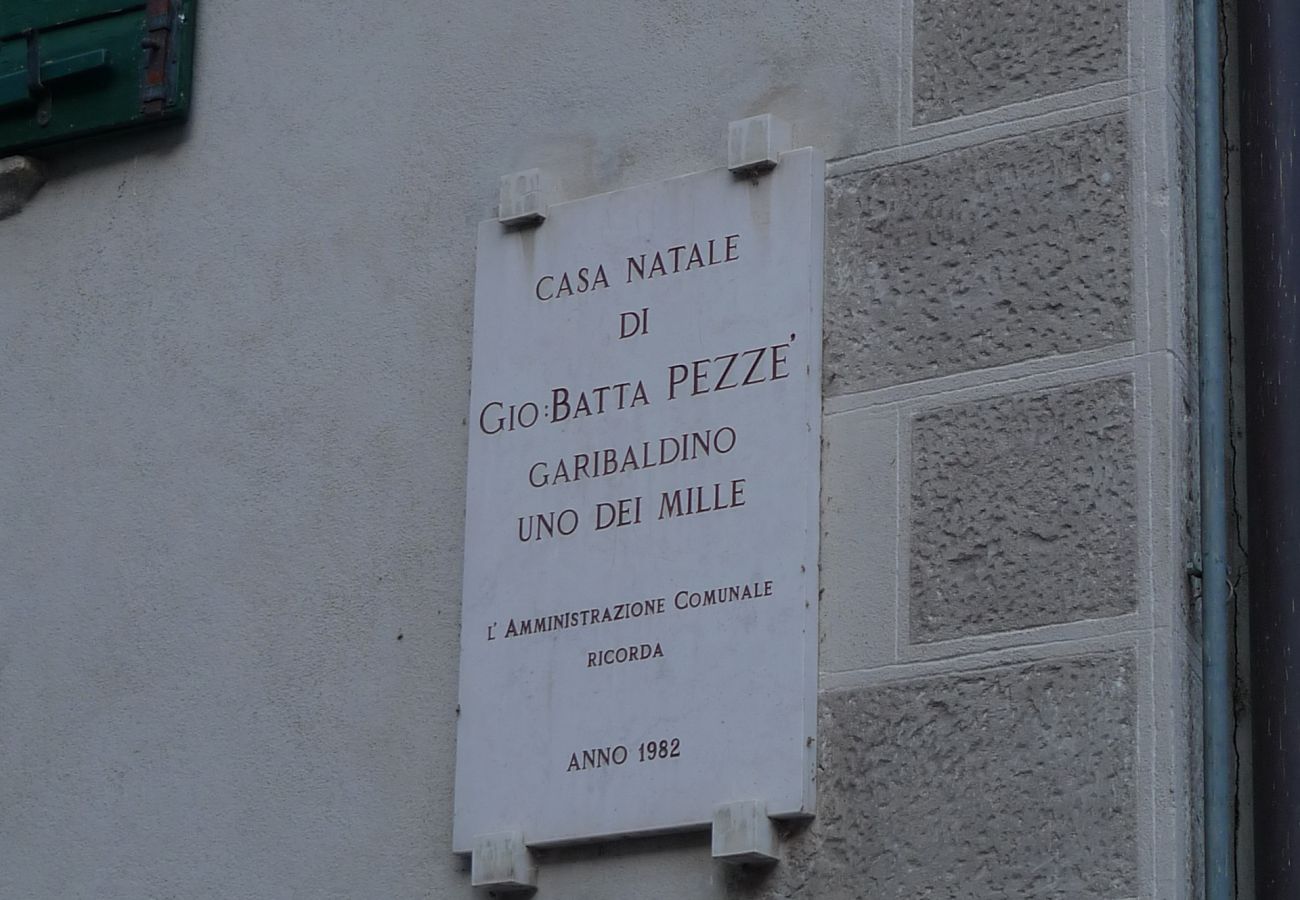 CASA NATALE
DI
GIO:BATTA PEZZE'
GARIBALDINO
UNO DEI MILLE
L' AMMINISTRAZIONE COMUNALE
RICORDA
ANNO 1982